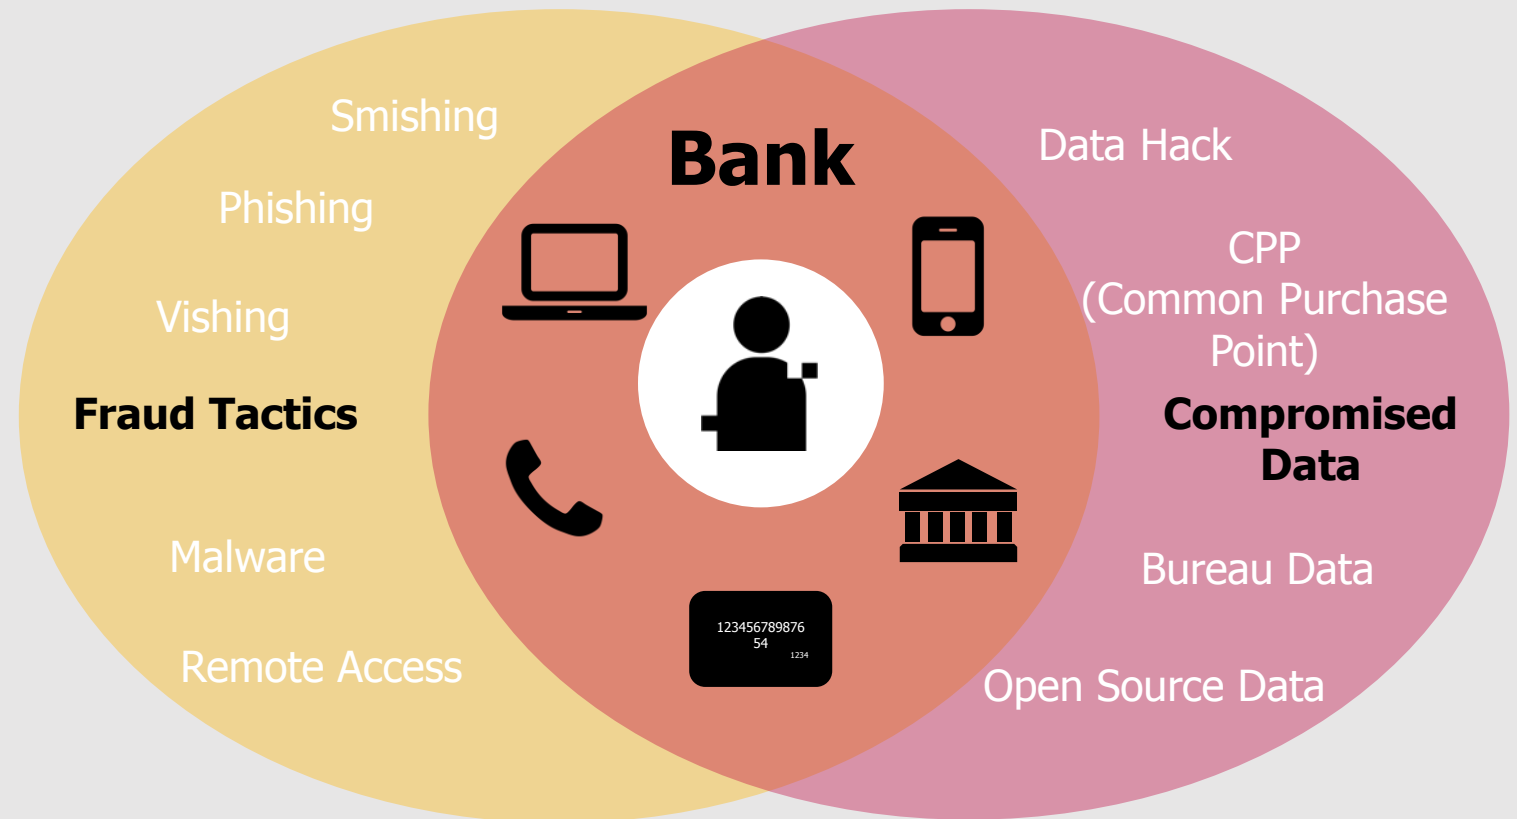 Smishing
Phishing
Vishing
Fraud Tactics
Malware
Remote Access
Bank
123456789876
54
1234
Data Hack
CPP
(Common Purchase
Point)
Compromised
Data
Bureau Data
Open Source Data